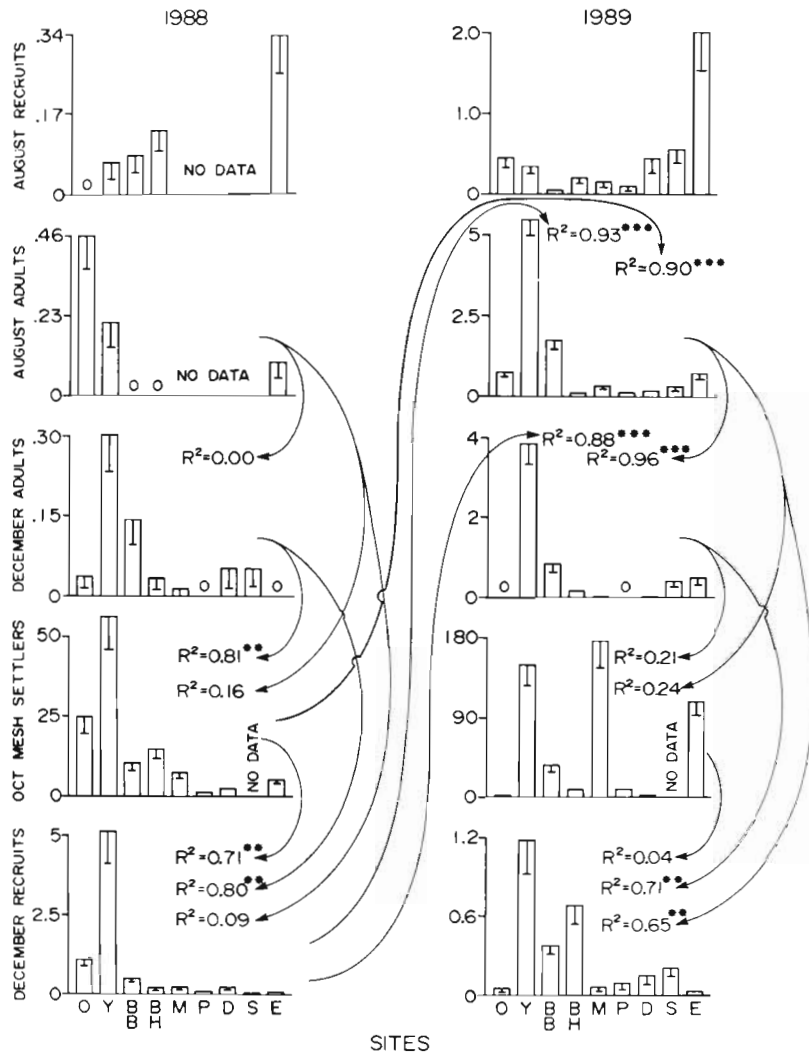 1988
1989
AUGUST RECRUITS
.34
.17
0
O
NO DATA
2.0
1.0
0
AUGUST ADULTS
.46
.23
0
O O
NO DATA
5
2.5
0
R²=0.93•••
R²=0.90•••
DECEMBER ADULTS
.30
.15
0
R²=0.00
O
O
4
2
0
R²=0.88•••
R²=0.96•••
O
O
OCT MESH SETTLERS
50
25
0
R²=0.81••
R²=0.16
NO DATA
180
90
0
R²=0.21
R²=0.24
NO DATA
DECEMBER RECRUITS
5
2.5
0
R²=0.71••
R²=0.80••
R²=0.09
1.2
0.6
0
R²=0.04
R²=0.71••
R²=0.65••
O Y BB BH M P D S E
O Y BB BH M P D S E
SITES